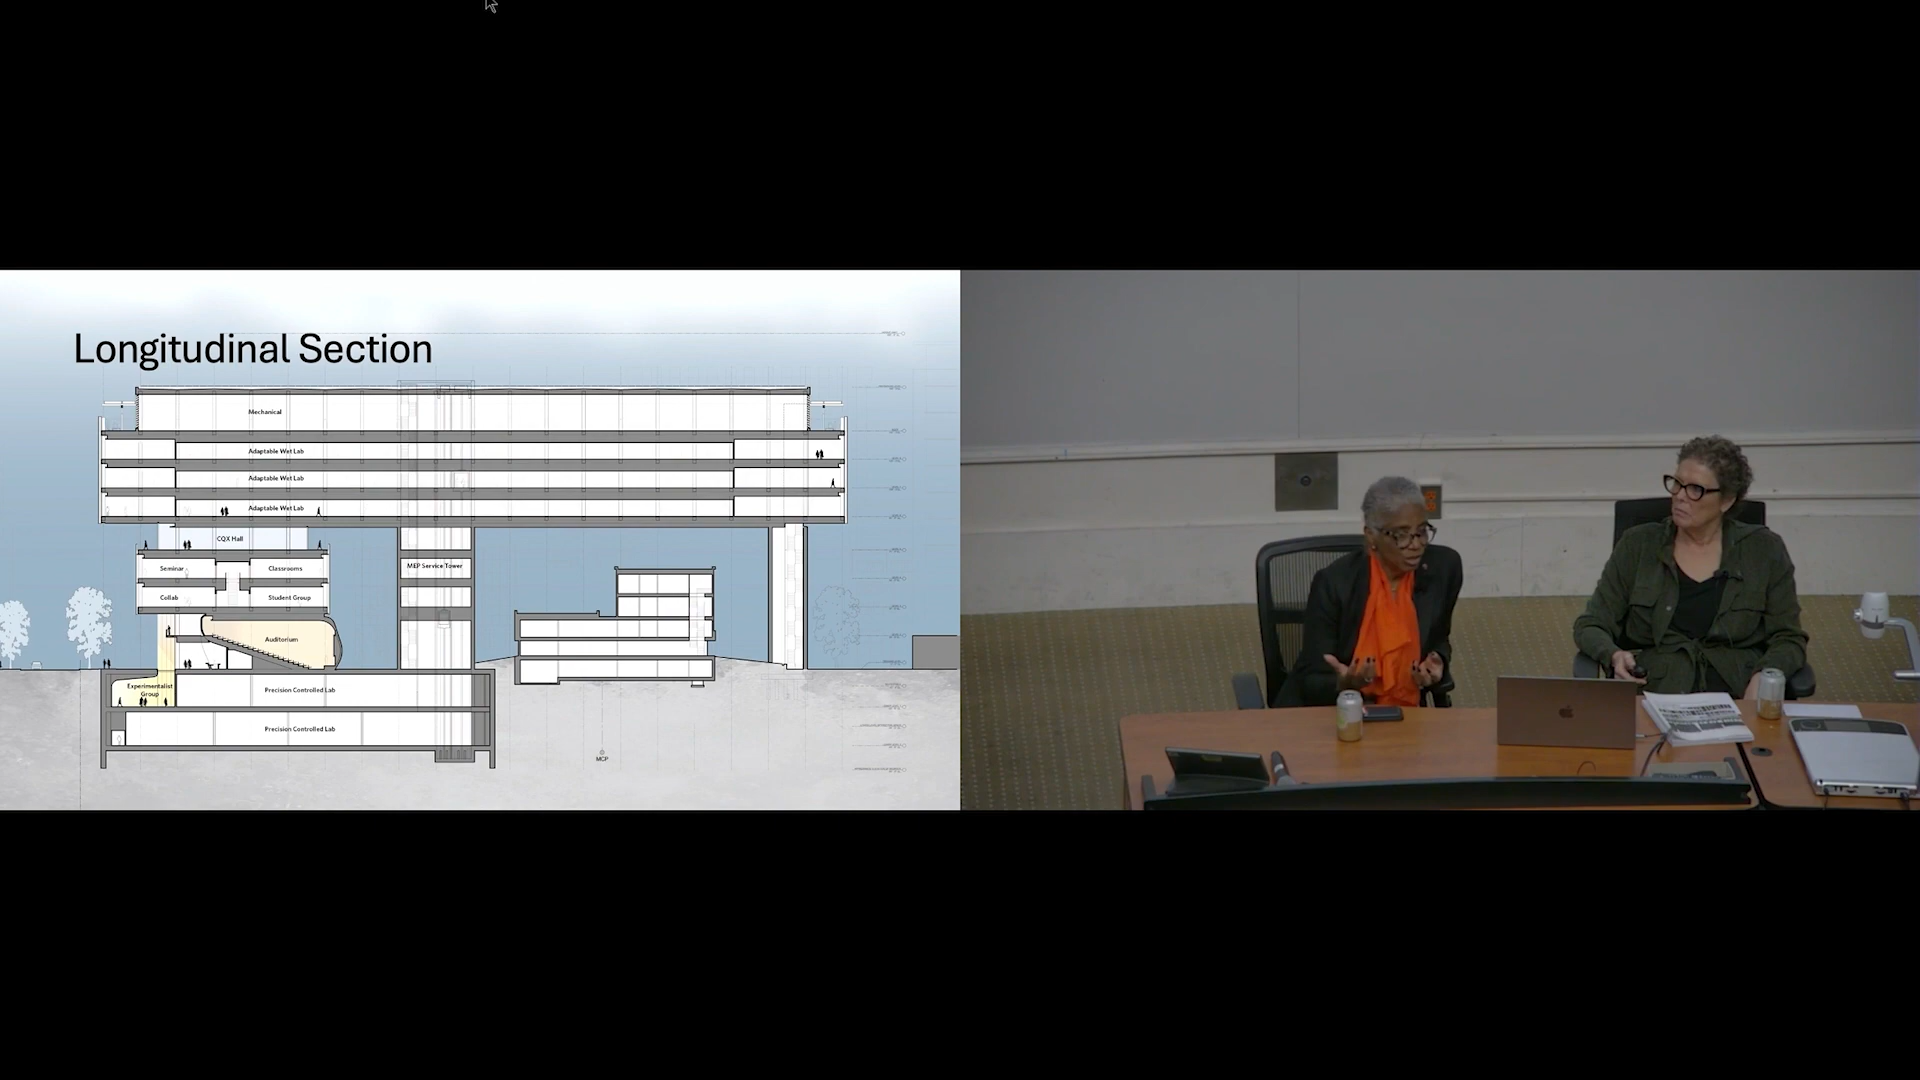 Longitudinal Section
Mechanical
Adaptable Wet Lab
Adaptable Wet Lab
Adaptable Wet Lab
CQX Hall
Seminar
Classrooms
MEP Service Tower
Collab
Student Group
Auditorium
Experimentalist
Group
Precision Controlled Lab
Precision Controlled Lab
MCP